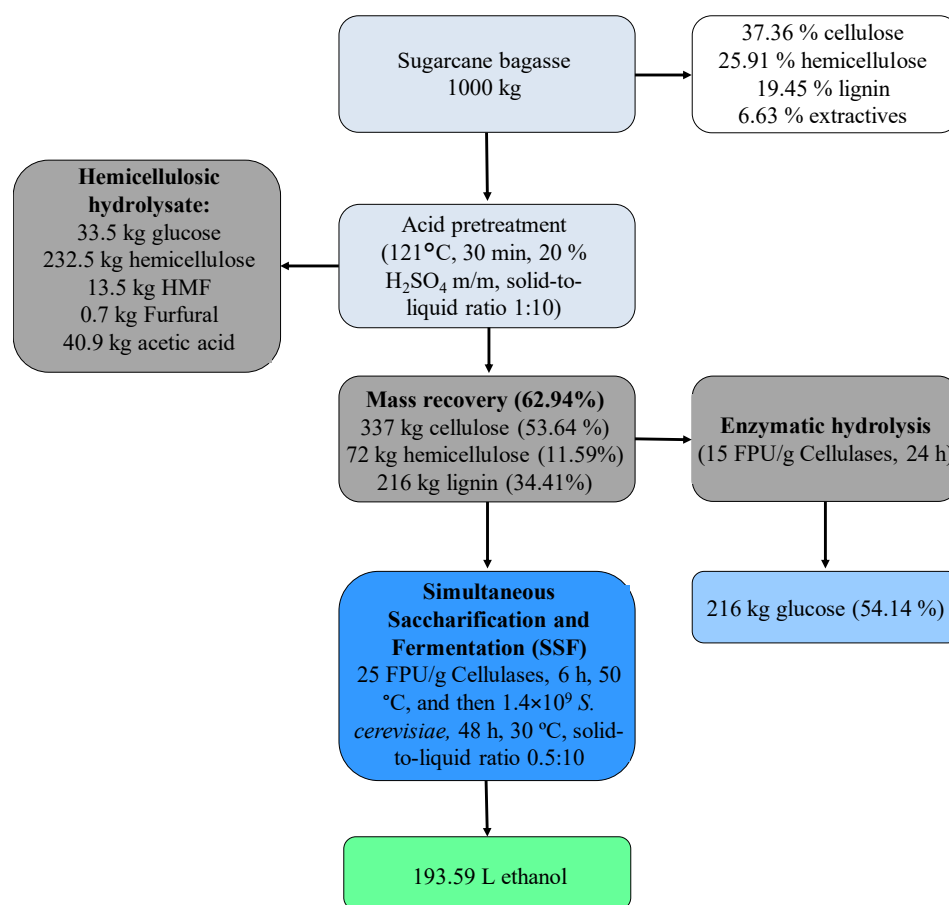 Sugarcane bagasse
1000 kg
37.36 % cellulose
25.91 % hemicellulose
19.45 % lignin
6.63 % extractives
Hemicellulosic
hydrolysate:
33.5 kg glucose
232.5 kg hemicellulose
13.5 kg HMF
0.7 kg Furfural
40.9 kg acetic acid
Acid pretreatment
(121°C, 30 min, 20 %
H₂SO₄ m/m, solid-to-
liquid ratio 1:10)
Mass recovery (62.94%)
337 kg cellulose (53.64 %)
72 kg hemicellulose (11.59%)
216 kg lignin (34.41%)
Enzymatic hydrolysis
(15 FPU/g Cellulases, 24 h)
Simultaneous
Saccharification and
Fermentation (SSF)
25 FPU/g Cellulases, 6 h, 50
°C, and then 1.4×10⁹ S.
cerevisiae, 48 h, 30 ºC, solid-
to-liquid ratio 0.5:10
216 kg glucose (54.14 %)
193.59 L ethanol